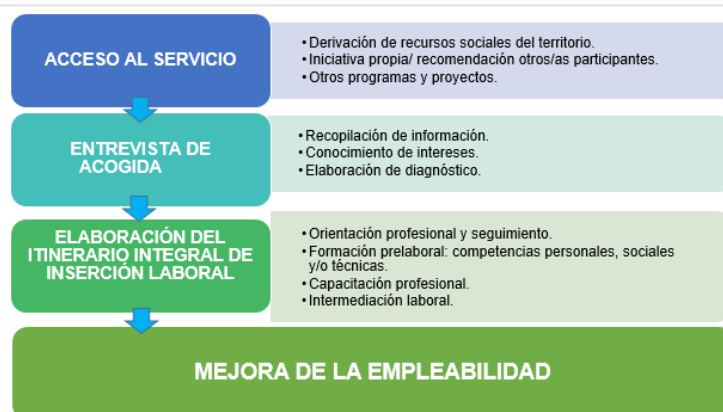 ACCESO AL SERVICIO
• Derivación de recursos sociales del territorio.
• Iniciativa propia/ recomendación otros/as participantes.
• Otros programas y proyectos.
ENTREVISTA DE
ACOGIDA
• Recopilación de información.
• Conocimiento de intereses.
• Elaboración de diagnóstico.
ELABORACIÓN DEL
ITINERARIO INTEGRAL DE
INSERCIÓN LABORAL
• Orientación profesional y seguimiento.
• Formación prelaboral: competencias personales, sociales
y/o técnicas.
• Capacitación profesional.
• Intermediación laboral.
MEJORA DE LA EMPLEABILIDAD